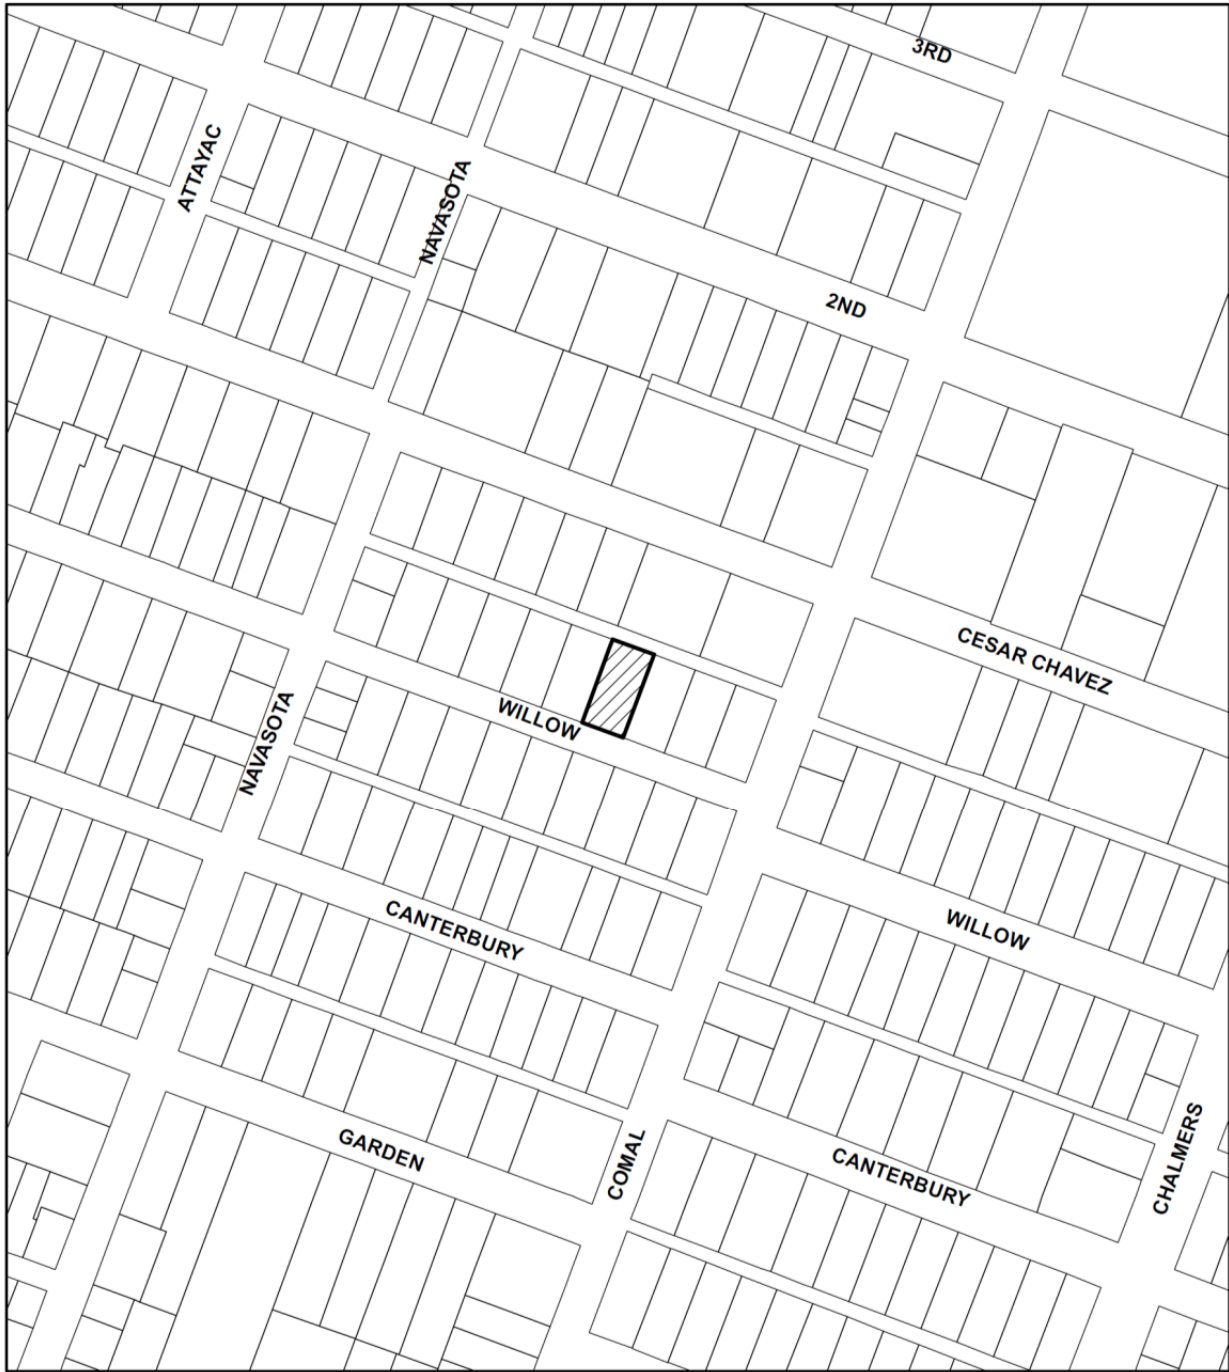 3RD
ATTAYAC
NAVASOTA
2ND
CESAR CHAVEZ
WILLOW
NAVASOTA
CANTERBURY
WILLOW
GARDEN
COMAL
CANTERBURY
CHALMERS